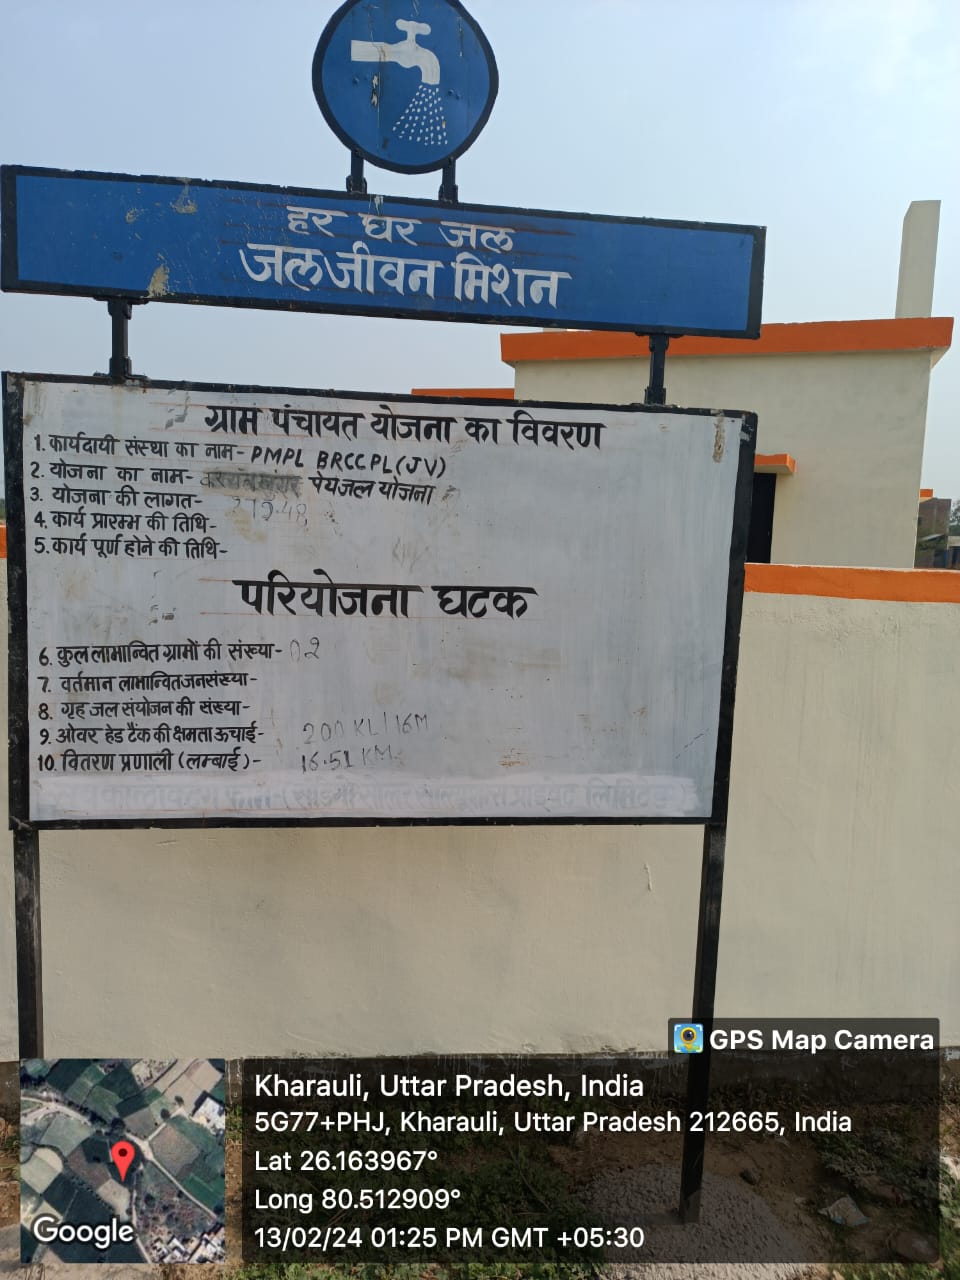 हर घर जल
जल जीवन मिशन
ग्राम पंचायत योजना का विवरण
1. कार्यदायी संस्था का नाम- PMPL BRCCPL(JV)
2. योजना का नाम- पेयजल योजना
3. योजना की लागत-
4. कार्य प्रारम्भ की तिथि-
5. कार्य पूर्ण होने की तिथि-
परियोजना घटक
6. कुल लाभान्वित ग्रामों की संख्या- 02
7. वर्तमान लाभान्वित जनसंख्या-
8. गृह जल संयोजन की संख्या-
9. ओवर हेड टैंक की क्षमता ऊचाई- 200 KL/16M
10. वितरण प्रणाली (लम्बाई)- 16.51 KM
GPS Map Camera
Kharauli, Uttar Pradesh, India
5G77+PHJ, Kharauli, Uttar Pradesh 212665, India
Lat 26.163967°
Long 80.512909°
13/02/24 01:25 PM GMT +05:30
Google